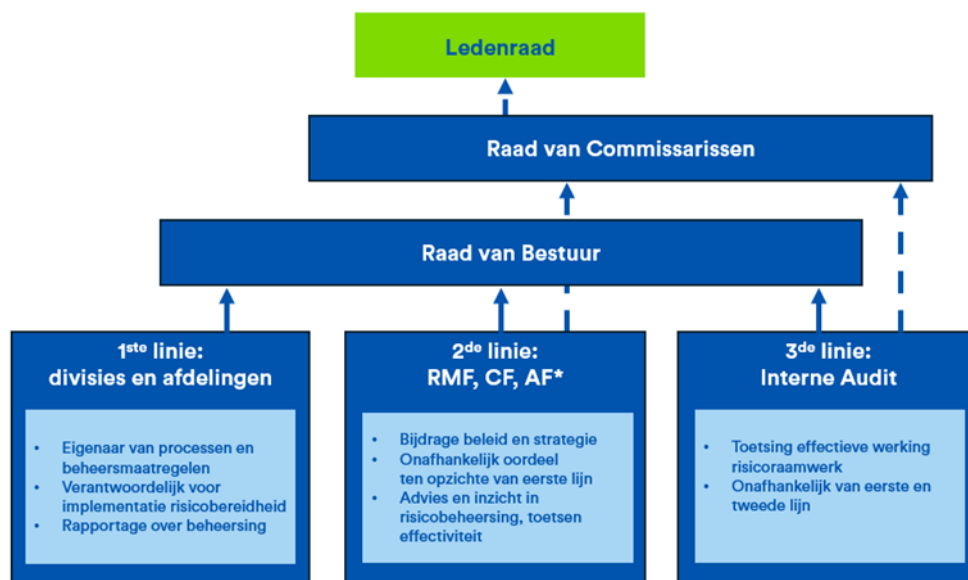 Ledenraad
Raad van Commissarissen
Raad van Bestuur
1ste linie:
divisies en afdelingen
• Eigenaar van processen en
beheersmaatregelen
• Verantwoordelijk voor
implementatie risicobereidheid
• Rapportage over beheersing
2de linie:
RMF, CF, AF*
• Bijdrage beleid en strategie
• Onafhankelijk oordeel
ten opzichte van eerste lijn
• Advies en inzicht in
risicobeheersing, toetsen
effectiviteit
3de linie:
Interne Audit
• Toetsing effectieve werking
risicoraamwerk
• Onafhankelijk van eerste en
tweede lijn